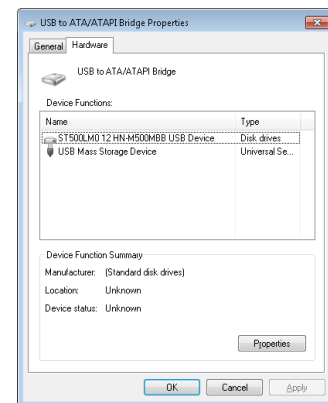 USB to ATA/ATAPI Bridge Properties
General Hardware
USB to ATA/ATAPI Bridge
Device Functions:
Name Type
ST500LM0 12 HN-M500MBB USB Device Disk drives
USB Mass Storage Device Universal Se...
Device Function Summary
Manufacturer: (Standard disk drives)
Location: Unknown
Device status: Unknown
Properties
OK Cancel Apply